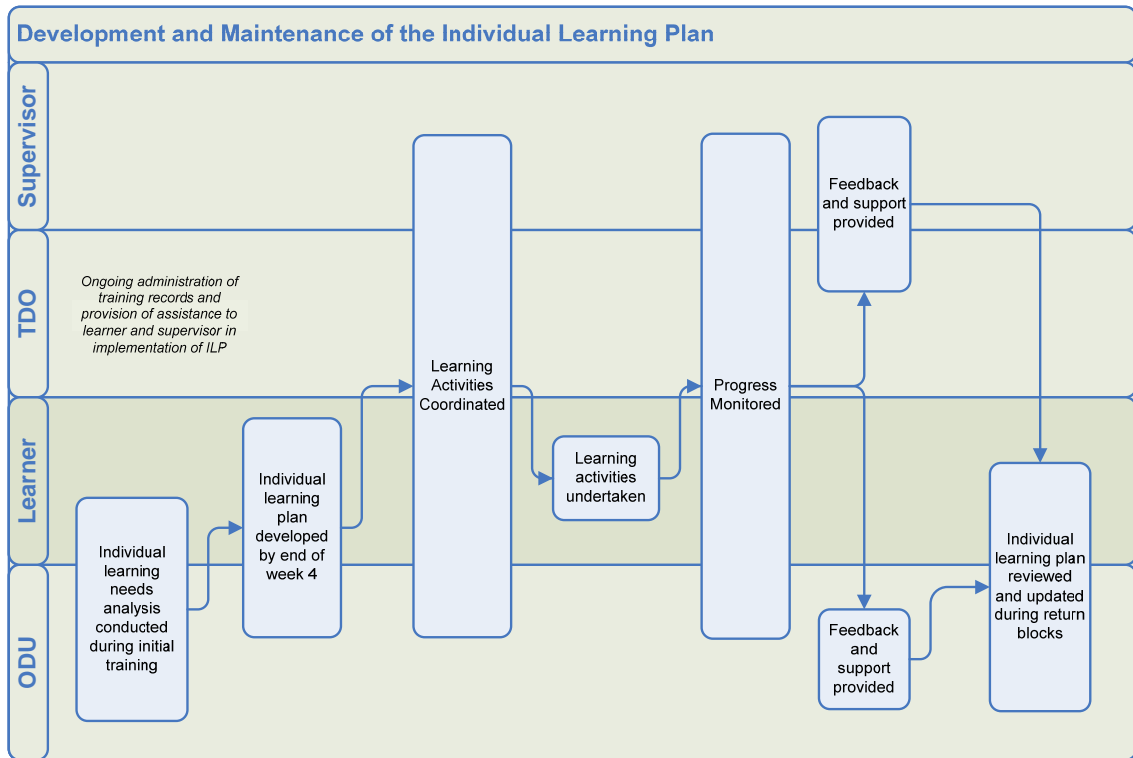 Development and Maintenance of the Individual Learning Plan
Supervisor
TDO
Learner
ODU
Ongoing administration of
training records and
provision of assistance to
learner and supervisor in
implementation of ILP
Individual
learning
needs
analysis
conducted
during initial
training
Individual
learning
plan
developed
by end of
week 4
Learning
Activities
Coordinated
Learning
activities
undertaken
Progress
Monitored
Feedback
and support
provided
Feedback
and
support
provided
Individual
learning plan
reviewed
and updated
during return
blocks